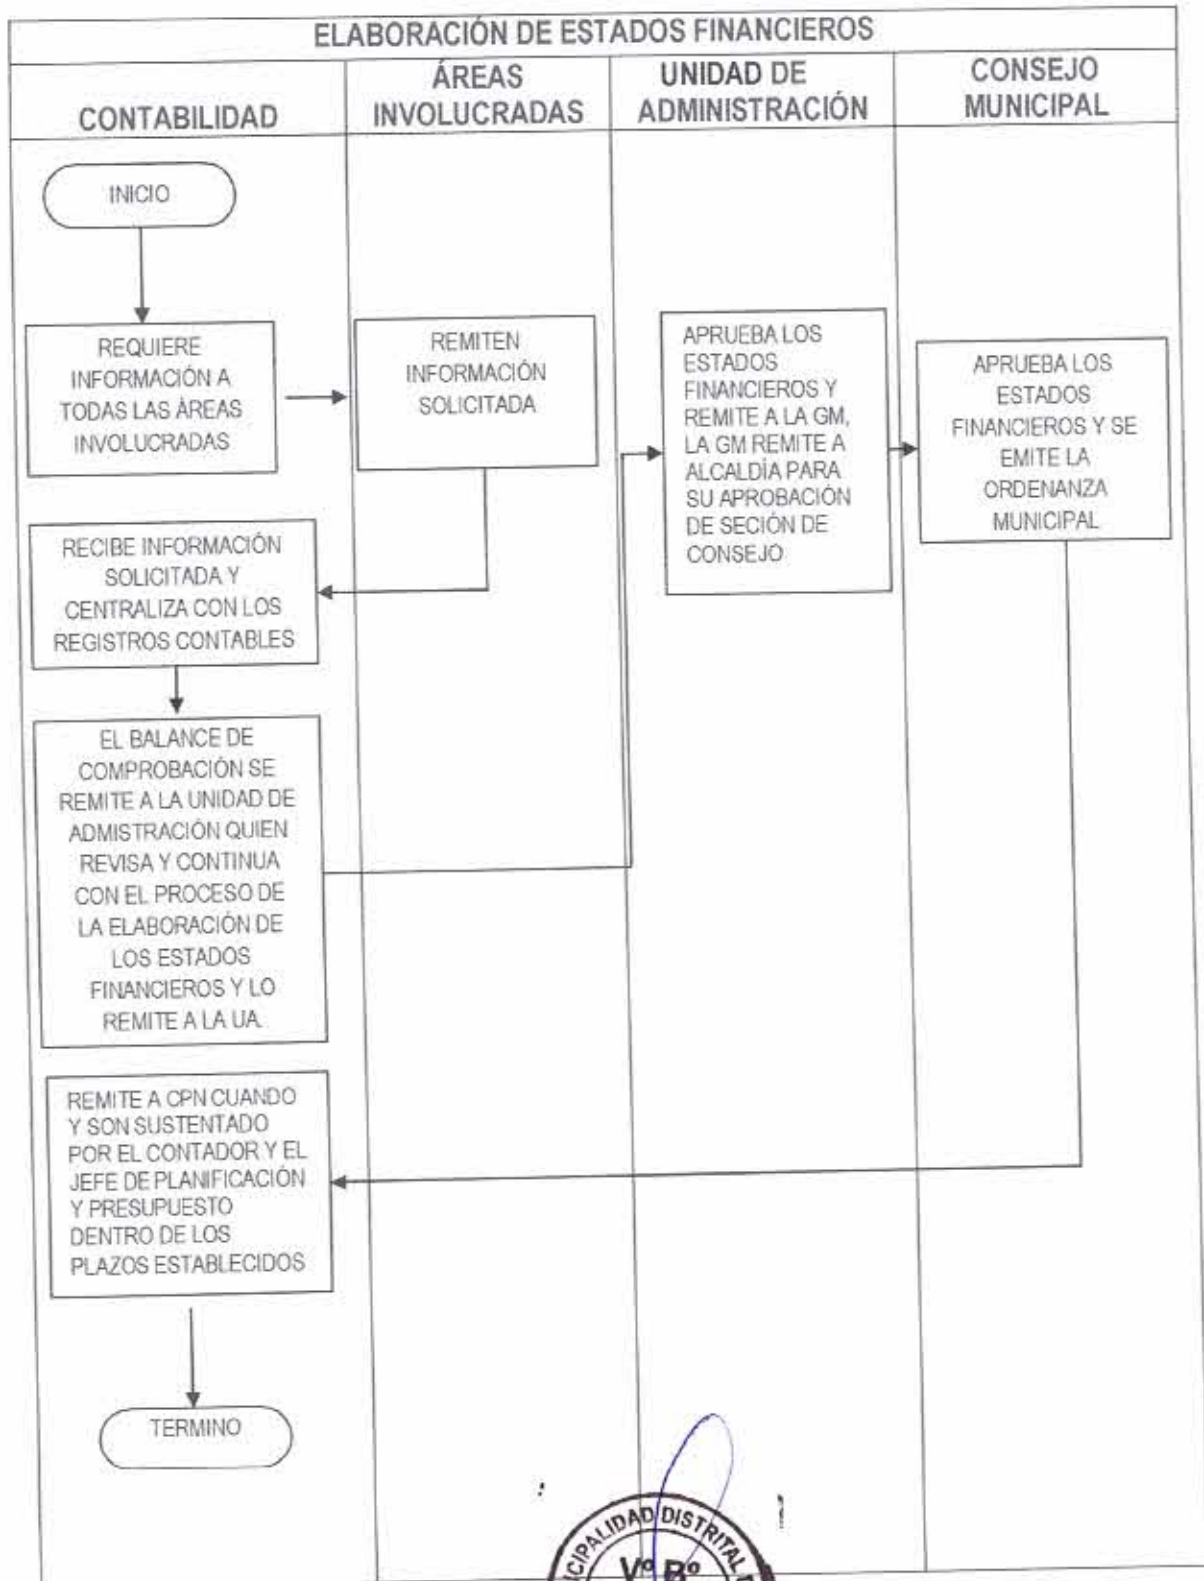 ELABORACIÓN DE ESTADOS FINANCIEROS
CONTABILIDAD
ÁREAS
INVOLUCRADAS
UNIDAD DE
ADMINISTRACIÓN
CONSEJO
MUNICIPAL
INICIO
REQUIERE
INFORMACIÓN A
TODAS LAS ÁREAS
INVOLUCRADAS
REMITEN
INFORMACIÓN
SOLICITADA
APRUEBA LOS
ESTADOS
FINANCIEROS Y
REMITE A LA GM,
LA GM REMITE A
ALCALDÍA PARA
SU APROBACIÓN
DE SECIÓN DE
CONSEJO
APRUEBA LOS
ESTADOS
FINANCIEROS Y SE
EMITE LA
ORDENANZA
MUNICIPAL
RECIBE INFORMACIÓN
SOLICITADA Y
CENTRALIZA CON LOS
REGISTROS CONTABLES
EL BALANCE DE
COMPROBACIÓN SE
REMITE A LA UNIDAD DE
ADMISTRACIÓN QUIEN
REVISA Y CONTINUA
CON EL PROCESO DE
LA ELABORACIÓN DE
LOS ESTADOS
FINANCIEROS Y LO
REMITE A LA UA.
REMITE A CPN CUANDO
Y SON SUSTENTADO
POR EL CONTADOR Y EL
JEFE DE PLANIFICACIÓN
Y PRESUPUESTO
DENTRO DE LOS
PLAZOS ESTABLECIDOS
TERMINO
CIPALIDAD DISTRITAL
Vº Bº